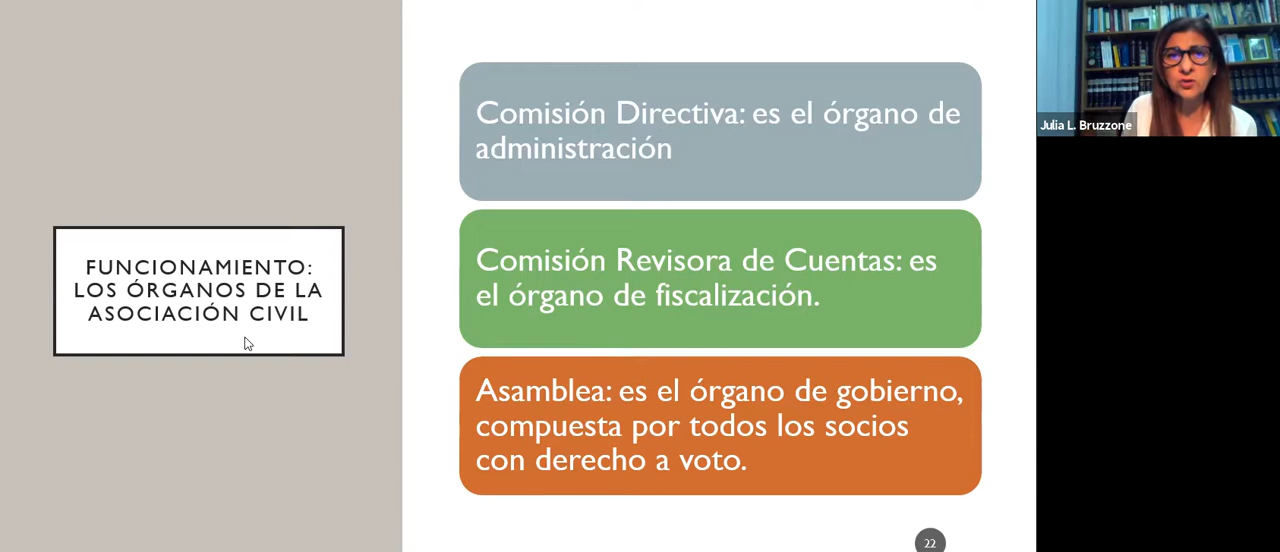 FUNCIONAMIENTO:
LOS ÓRGANOS DE LA
ASOCIACIÓN CIVIL
Comisión Directiva: es el órgano de
administración
Comisión Revisora de Cuentas: es
el órgano de fiscalización.
Asamblea: es el órgano de gobierno,
compuesta por todos los socios
con derecho a voto.
22
Julia L. Bruzzone